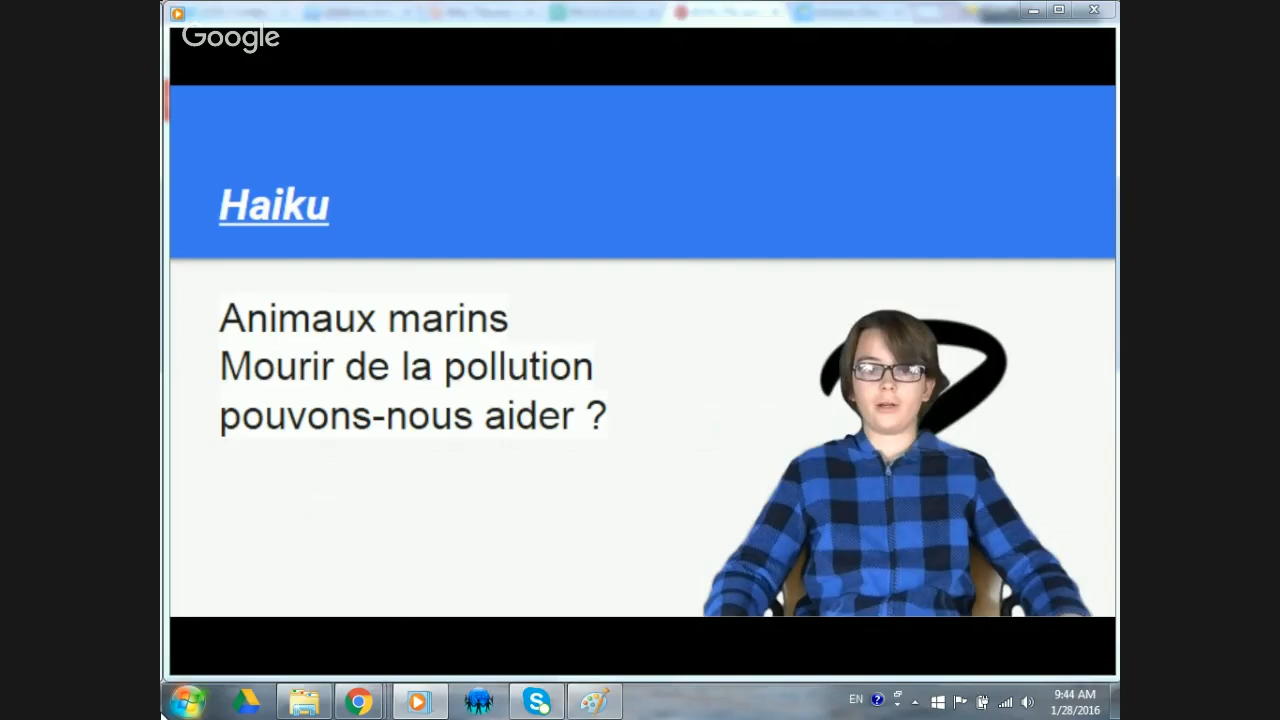 Google
Haiku
Animaux marins
Mourir de la pollution
pouvons-nous aider ?
EN
9:44 AM
1/28/2016